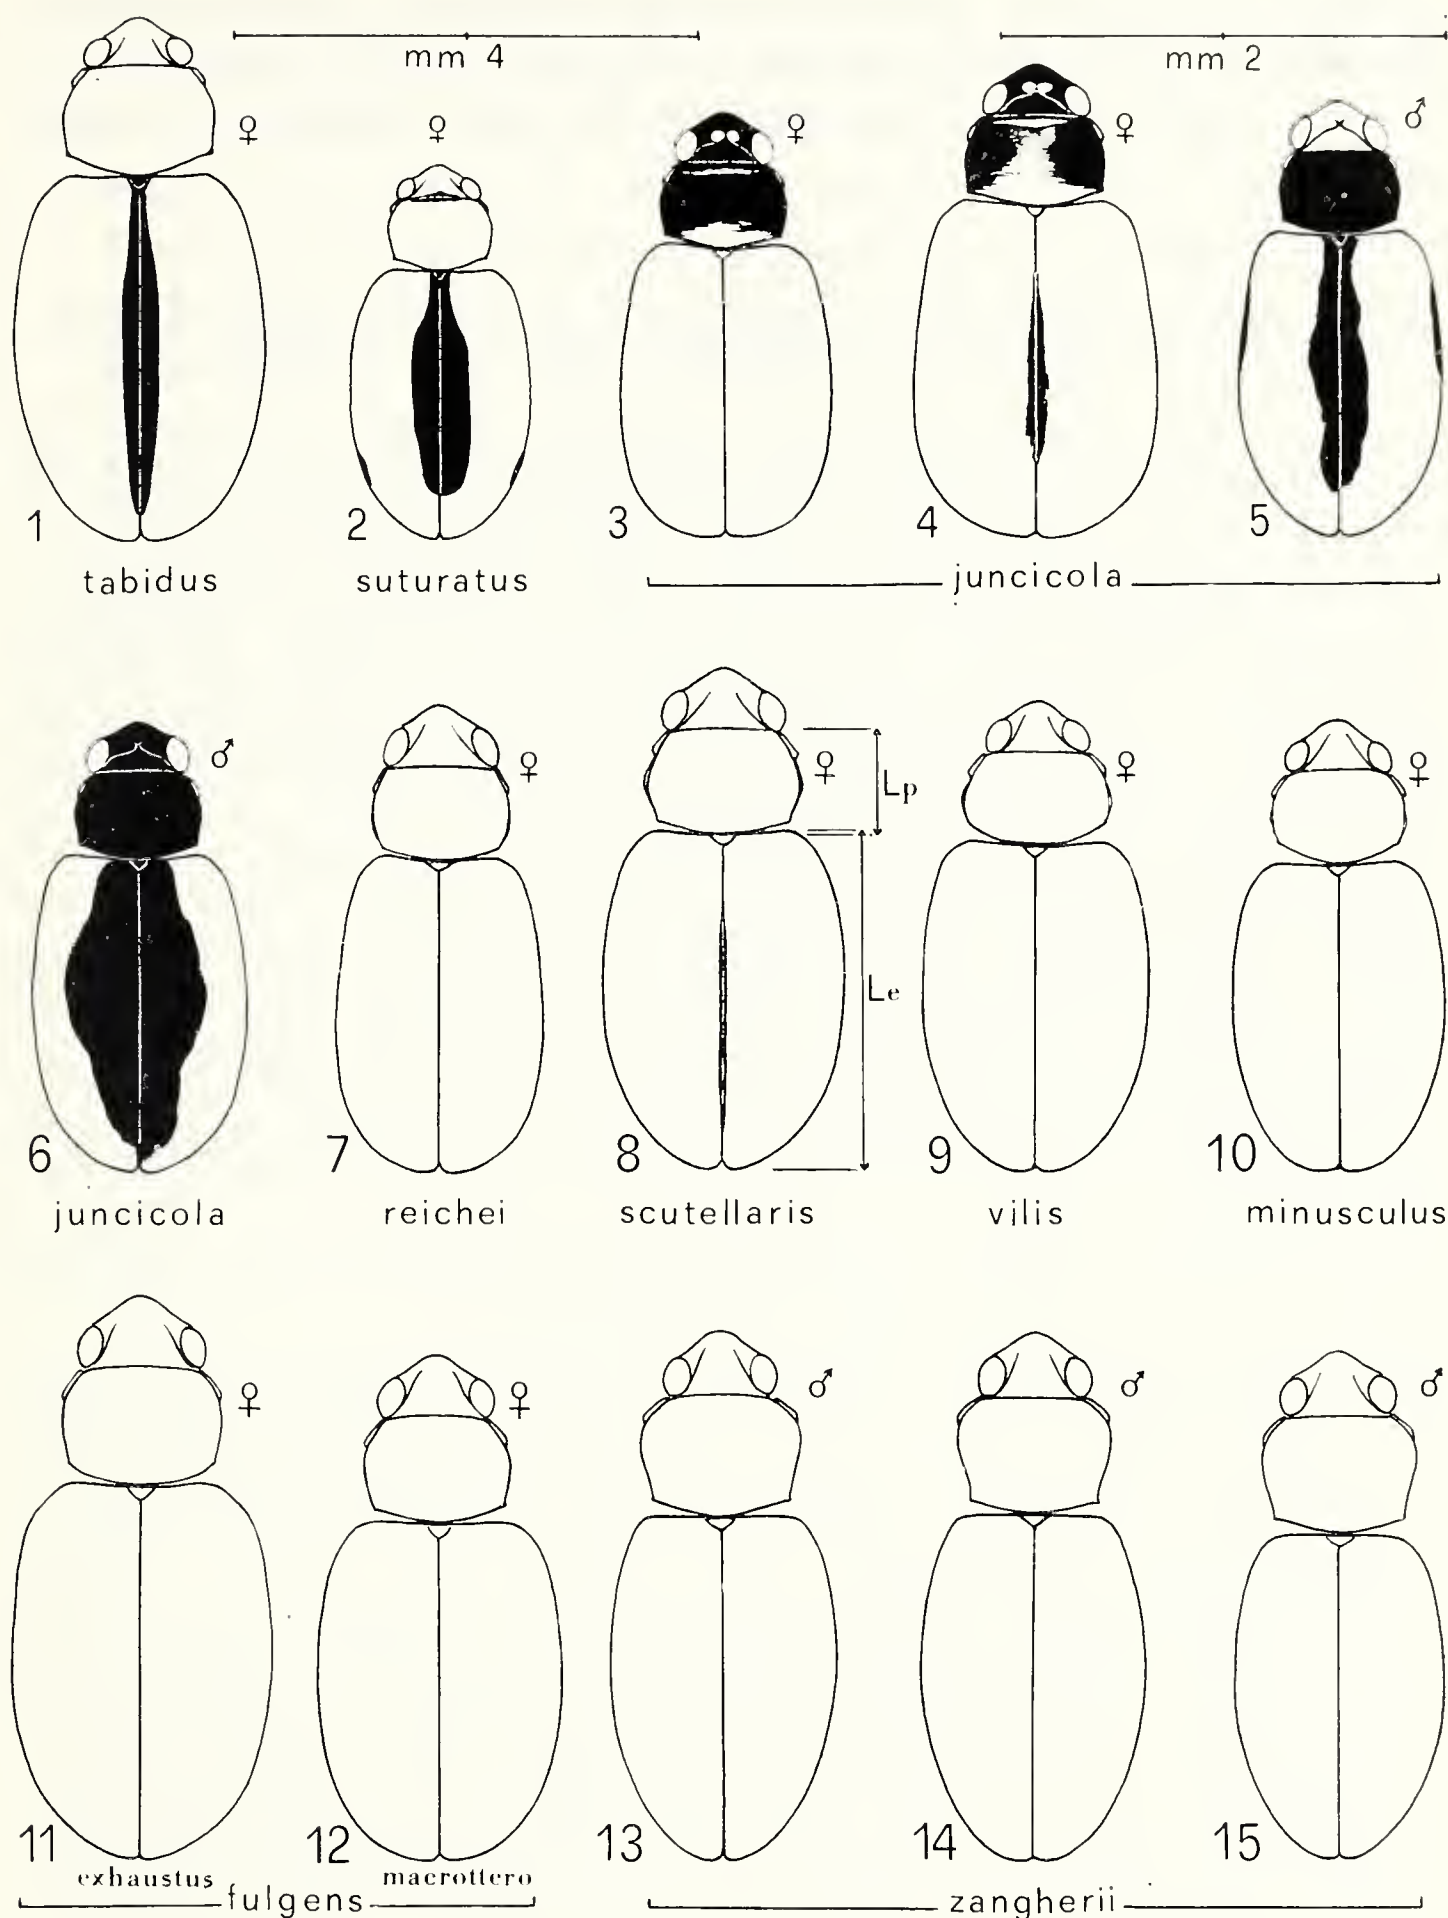 mm 4
mm 2
♀
♀
♀
♀
♂
1
2
3
4
5
tabidus
suturatus
juncicola
♂
♀
♀
♀
♀
Lp
Le
6
7
8
9
10
juncicola
reichei
scutellaris
vilis
minusculus
♀
♀
♂
♂
♂
11
12
13
14
15
exhaustus
macrottero
fulgens
zangherii